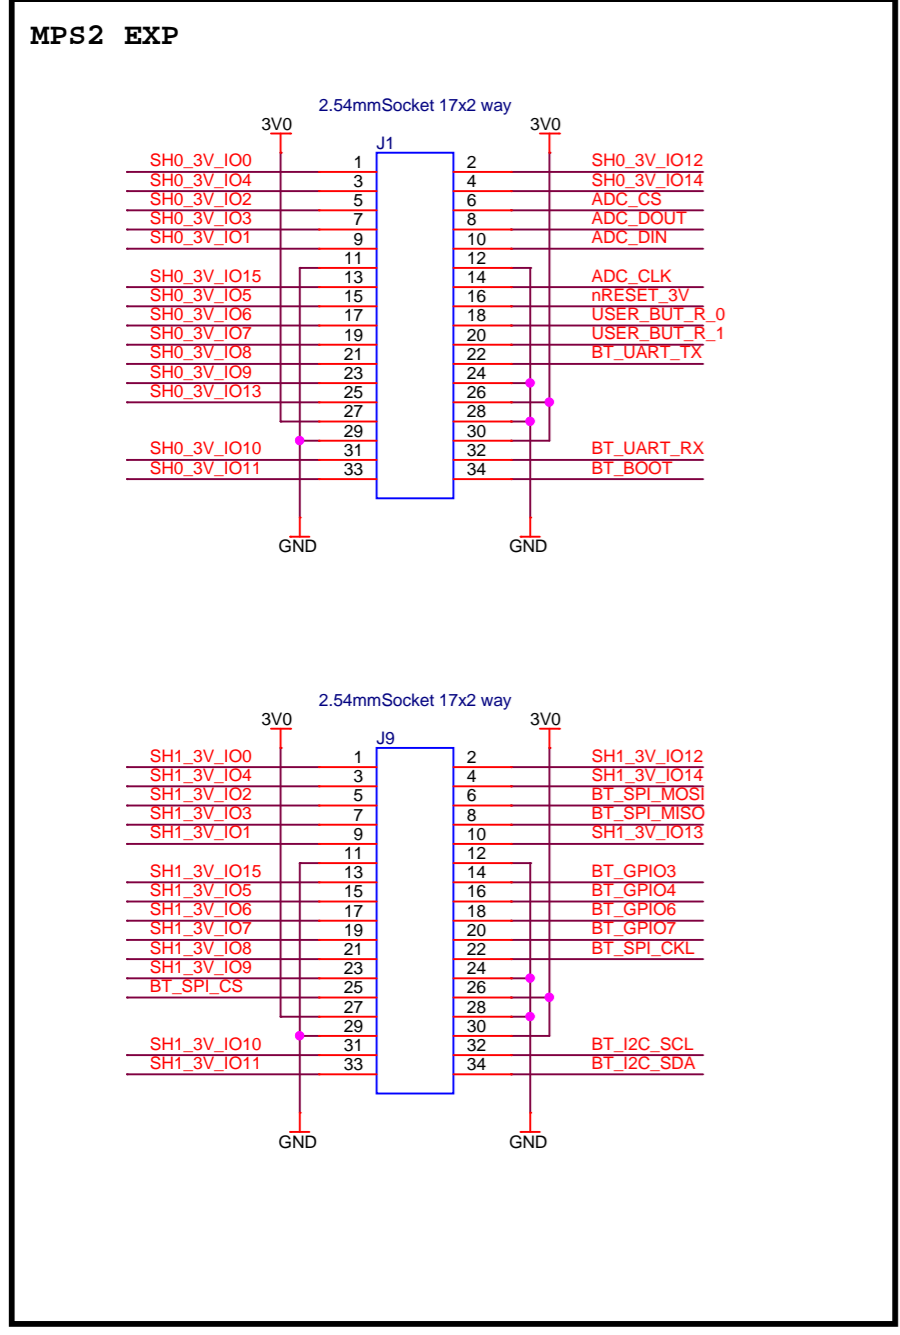 MPS2 EXP
2.54mmSocket 17x2 way
3V0 3V0
J1
SH0_3V_IO0 1 2 SH0_3V_IO12
SH0_3V_IO4 3 4 SH0_3V_IO14
SH0_3V_IO2 5 6 ADC_CS
SH0_3V_IO3 7 8 ADC_DOUT
SH0_3V_IO1 9 10 ADC_DIN
11 12
SH0_3V_IO15 13 14 ADC_CLK
SH0_3V_IO5 15 16 nRESET_3V
SH0_3V_IO6 17 18 USER_BUT_R_0
SH0_3V_IO7 19 20 USER_BUT_R_1
SH0_3V_IO8 21 22 BT_UART_TX
SH0_3V_IO9 23 24
SH0_3V_IO13 25 26
27 28
29 30
SH0_3V_IO10 31 32 BT_UART_RX
SH0_3V_IO11 33 34 BT_BOOT
GND GND
2.54mmSocket 17x2 way
3V0 3V0
J9
SH1_3V_IO0 1 2 SH1_3V_IO12
SH1_3V_IO4 3 4 SH1_3V_IO14
SH1_3V_IO2 5 6 BT_SPI_MOSI
SH1_3V_IO3 7 8 BT_SPI_MISO
SH1_3V_IO1 9 10 SH1_3V_IO13
11 12
SH1_3V_IO15 13 14 BT_GPIO3
SH1_3V_IO5 15 16 BT_GPIO4
SH1_3V_IO6 17 18 BT_GPIO6
SH1_3V_IO7 19 20 BT_GPIO7
SH1_3V_IO8 21 22 BT_SPI_CKL
SH1_3V_IO9 23 24
BT_SPI_CS 25 26
27 28
29 30
SH1_3V_IO10 31 32 BT_I2C_SCL
SH1_3V_IO11 33 34 BT_I2C_SDA
GND GND